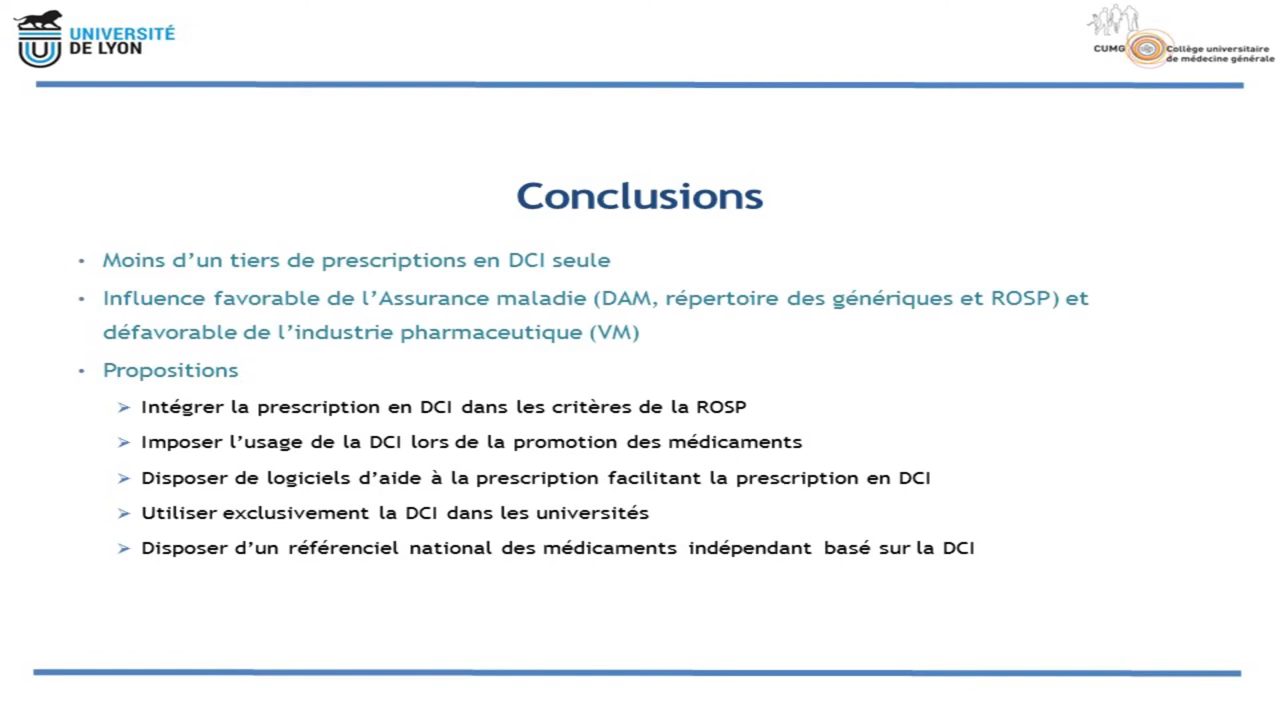 UNIVERSITÉ
DE LYON
CUMG
Collège universitaire
de médecine générale
Conclusions
• Moins d’un tiers de prescriptions en DCI seule
• Influence favorable de l’Assurance maladie (DAM, répertoire des génériques et ROSP) et
défavorable de l’industrie pharmaceutique (VM)
• Propositions
➢ Intégrer la prescription en DCI dans les critères de la ROSP
➢ Imposer l’usage de la DCI lors de la promotion des médicaments
➢ Disposer de logiciels d’aide à la prescription facilitant la prescription en DCI
➢ Utiliser exclusivement la DCI dans les universités
➢ Disposer d’un référenciel national des médicaments indépendant basé sur la DCI